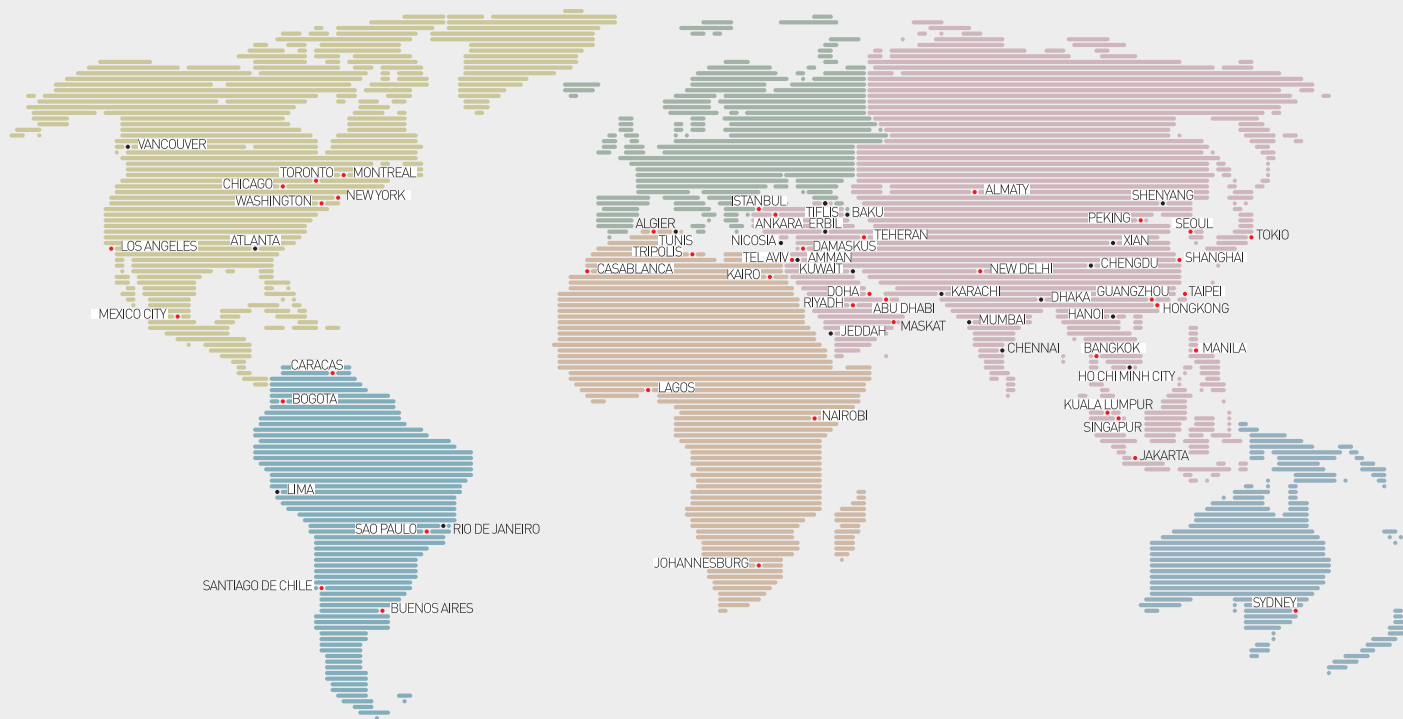 VANCOUVER
TORONTO
MONTREAL
CHICAGO
WASHINGTON
NEW YORK
LOS ANGELES
ATLANTA
MEXICO CITY
CARACAS
BOGOTA
LIMA
SAO PAULO
RIO DE JANEIRO
SANTIAGO DE CHILE
BUENOS AIRES
ALGIER
TUNIS
TRIPOLIS
CASABLANCA
KAIRO
LAGOS
NAIROBI
JOHANNESBURG
ISTANBUL
ANKARA
TIFLIS
BAKU
ERBIL
NICOSIA
TEHERAN
DAMASKUS
TEL AVIV
AMMAN
KUWAIT
DOHA
RIYADH
ABU DHABI
MASKAT
JEDDAH
ALMATY
SHENYANG
PEKING
SEOUL
TOKIO
XIAN
CHENGDU
SHANGHAI
NEW DELHI
KARACHI
DHAKA
GUANGZHOU
TAIPEI
HONGKONG
MUMBAI
HANOI
CHENNAI
BANGKOK
MANILA
HO CHI MINH CITY
KUALA LUMPUR
SINGAPUR
JAKARTA
SYDNEY